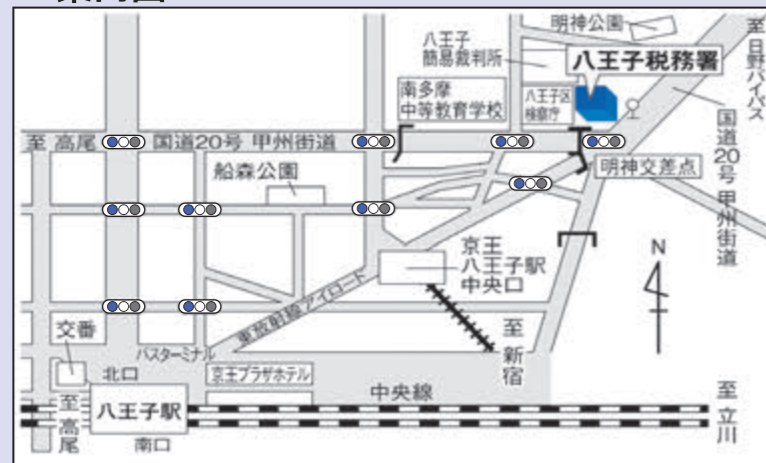 明神公園
至 日野バイパス
八王子
簡易裁判所
八王子税務署
南多摩
中等教育学校
八王子区
検察庁
国道20号 甲州街道
至 高尾
国道20号 甲州街道
船森公園
明神交差点
京王
八王子駅
中央口
N
東放射線アイロード
至 新宿
交番
バスターミナル
北口
京王プラザホテル
中央線
至 高尾
八王子駅
南口
至 立川